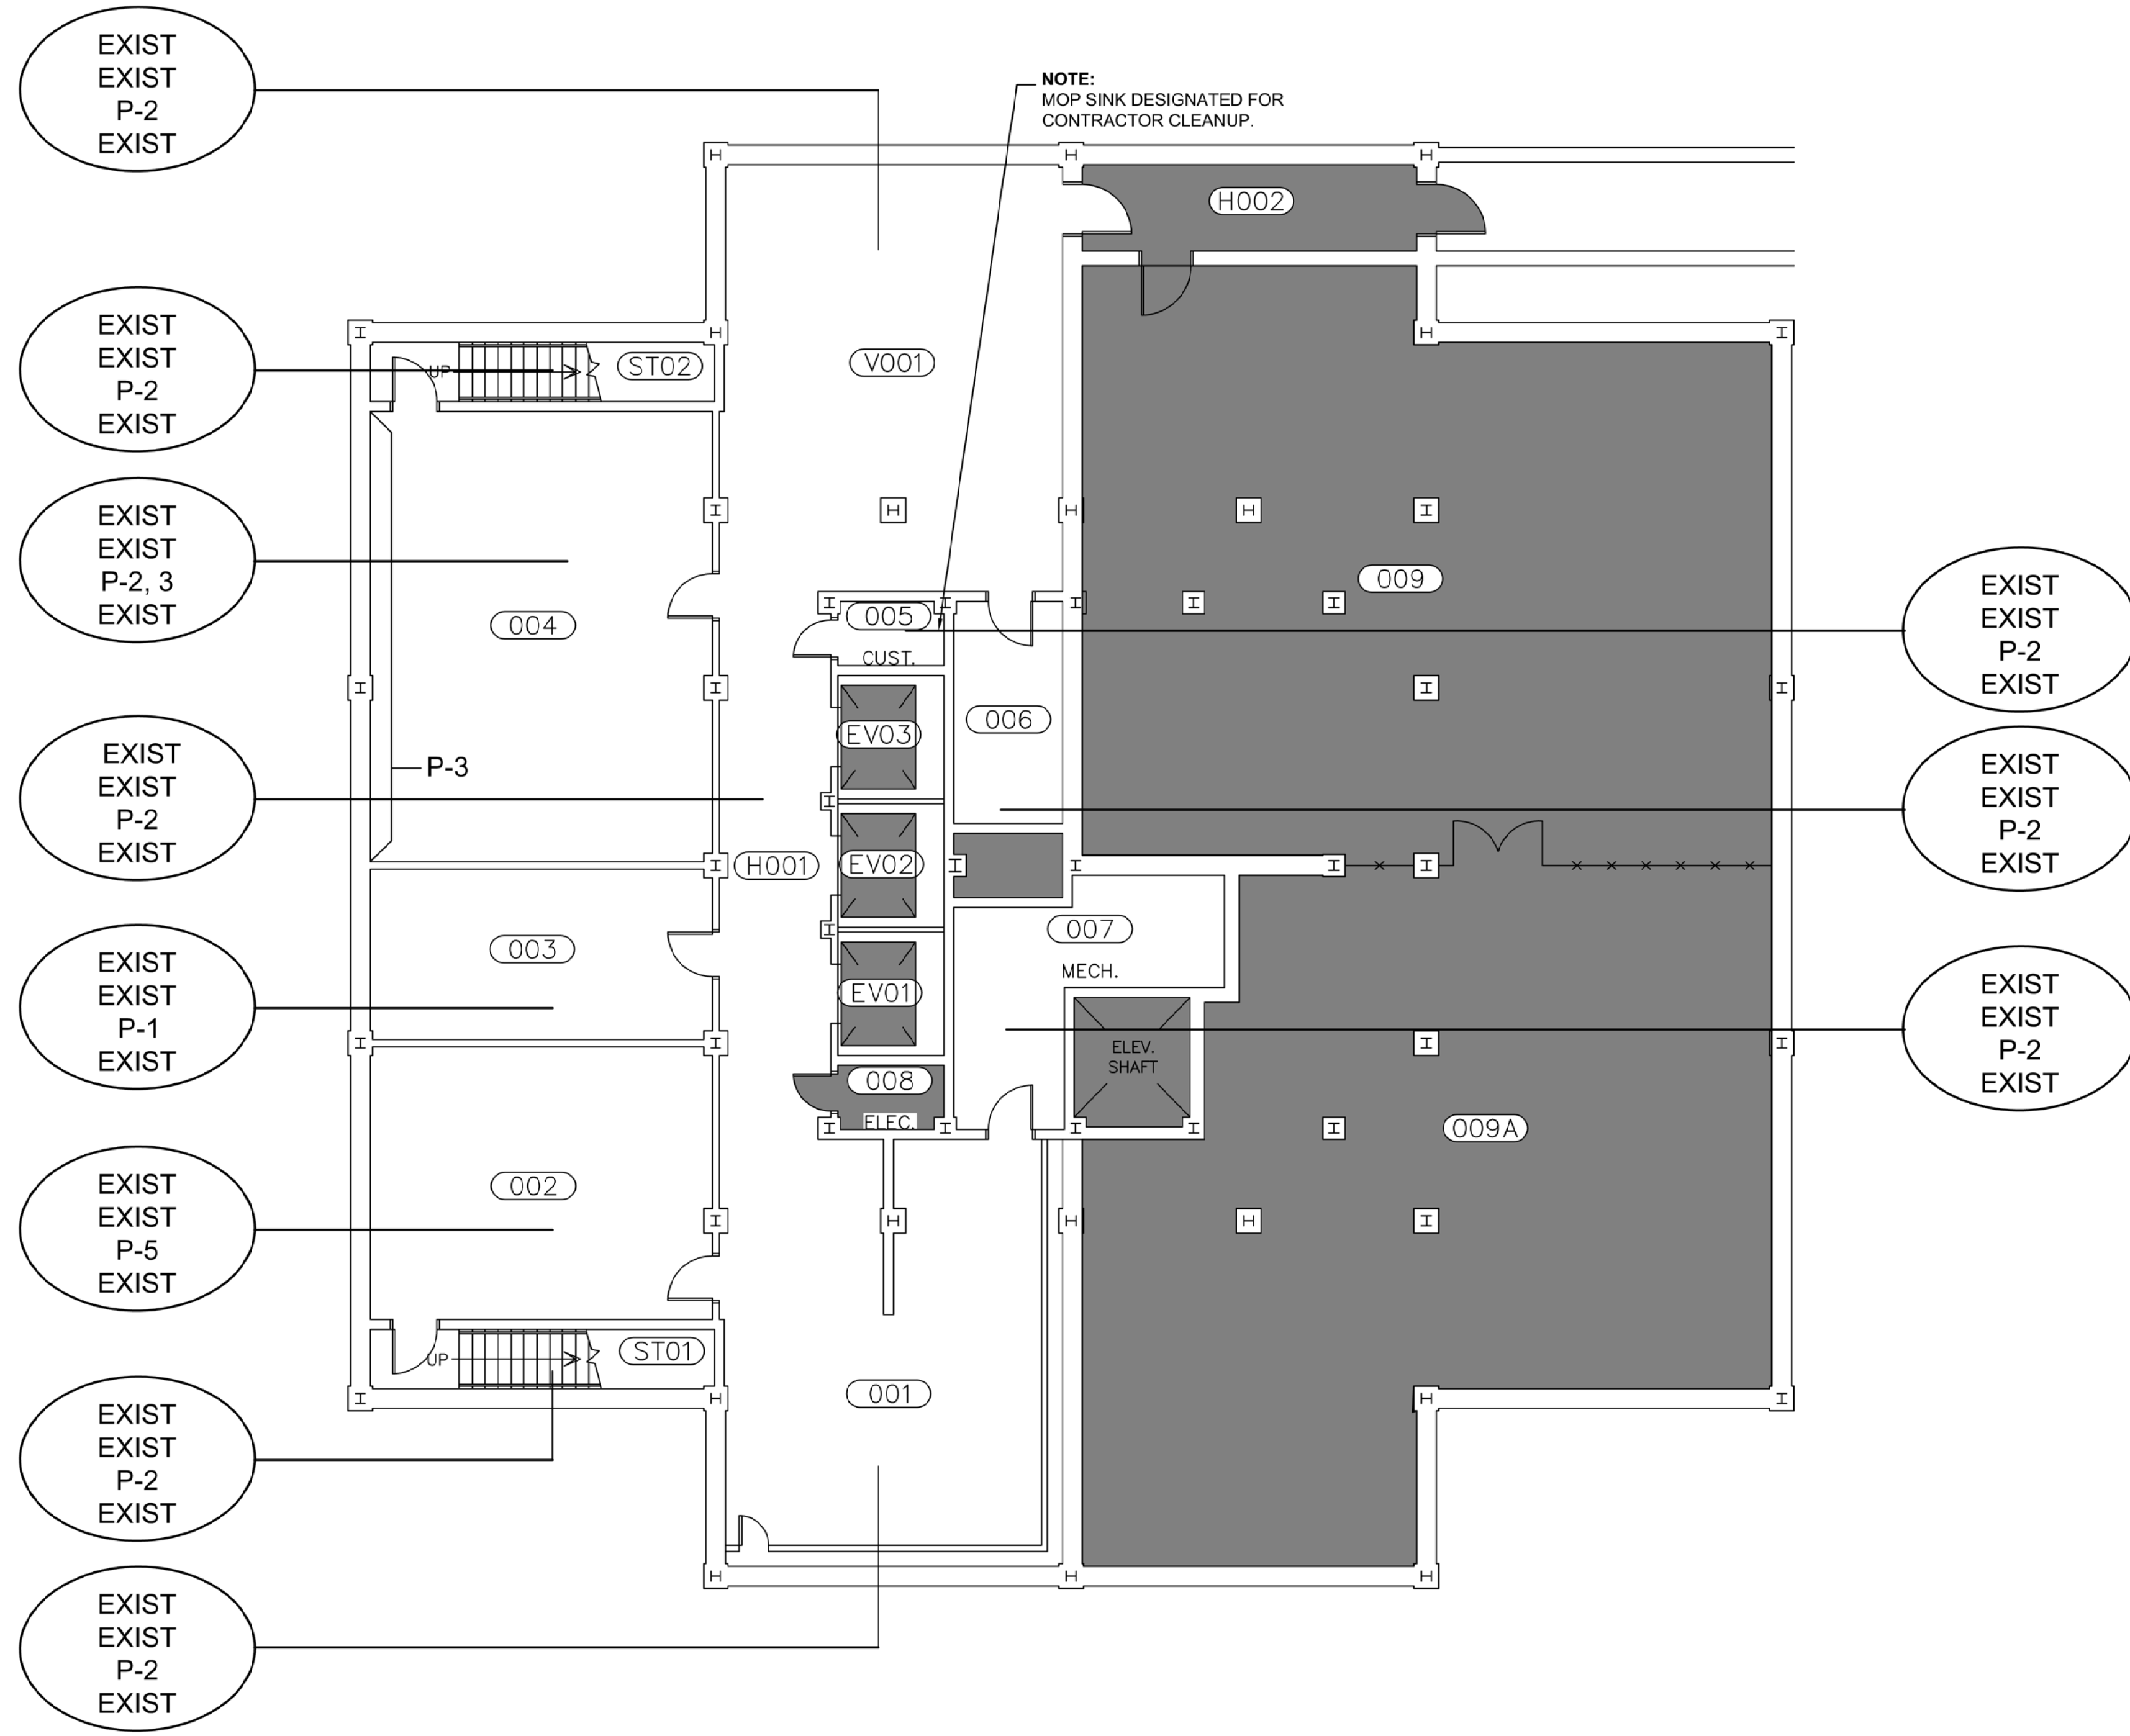 EXIST
EXIST
P-2
EXIST
NOTE:
MOP SINK DESIGNATED FOR
CONTRACTOR CLEANUP.
H002
EXIST
EXIST
P-2
EXIST
UP
ST02
V001
EXIST
EXIST
P-2, 3
EXIST
004
005
CUST.
009
EXIST
EXIST
P-2
EXIST
EXIST
EXIST
P-2
EXIST
P-3
H001
EV03
006
EV02
EXIST
EXIST
P-2
EXIST
EXIST
EXIST
P-1
EXIST
003
EV01
007
MECH.
ELEV.
SHAFT
008
ELEC.
009A
EXIST
EXIST
P-2
EXIST
EXIST
EXIST
P-5
EXIST
002
UP
ST01
001
EXIST
EXIST
P-2
EXIST
EXIST
EXIST
P-2
EXIST